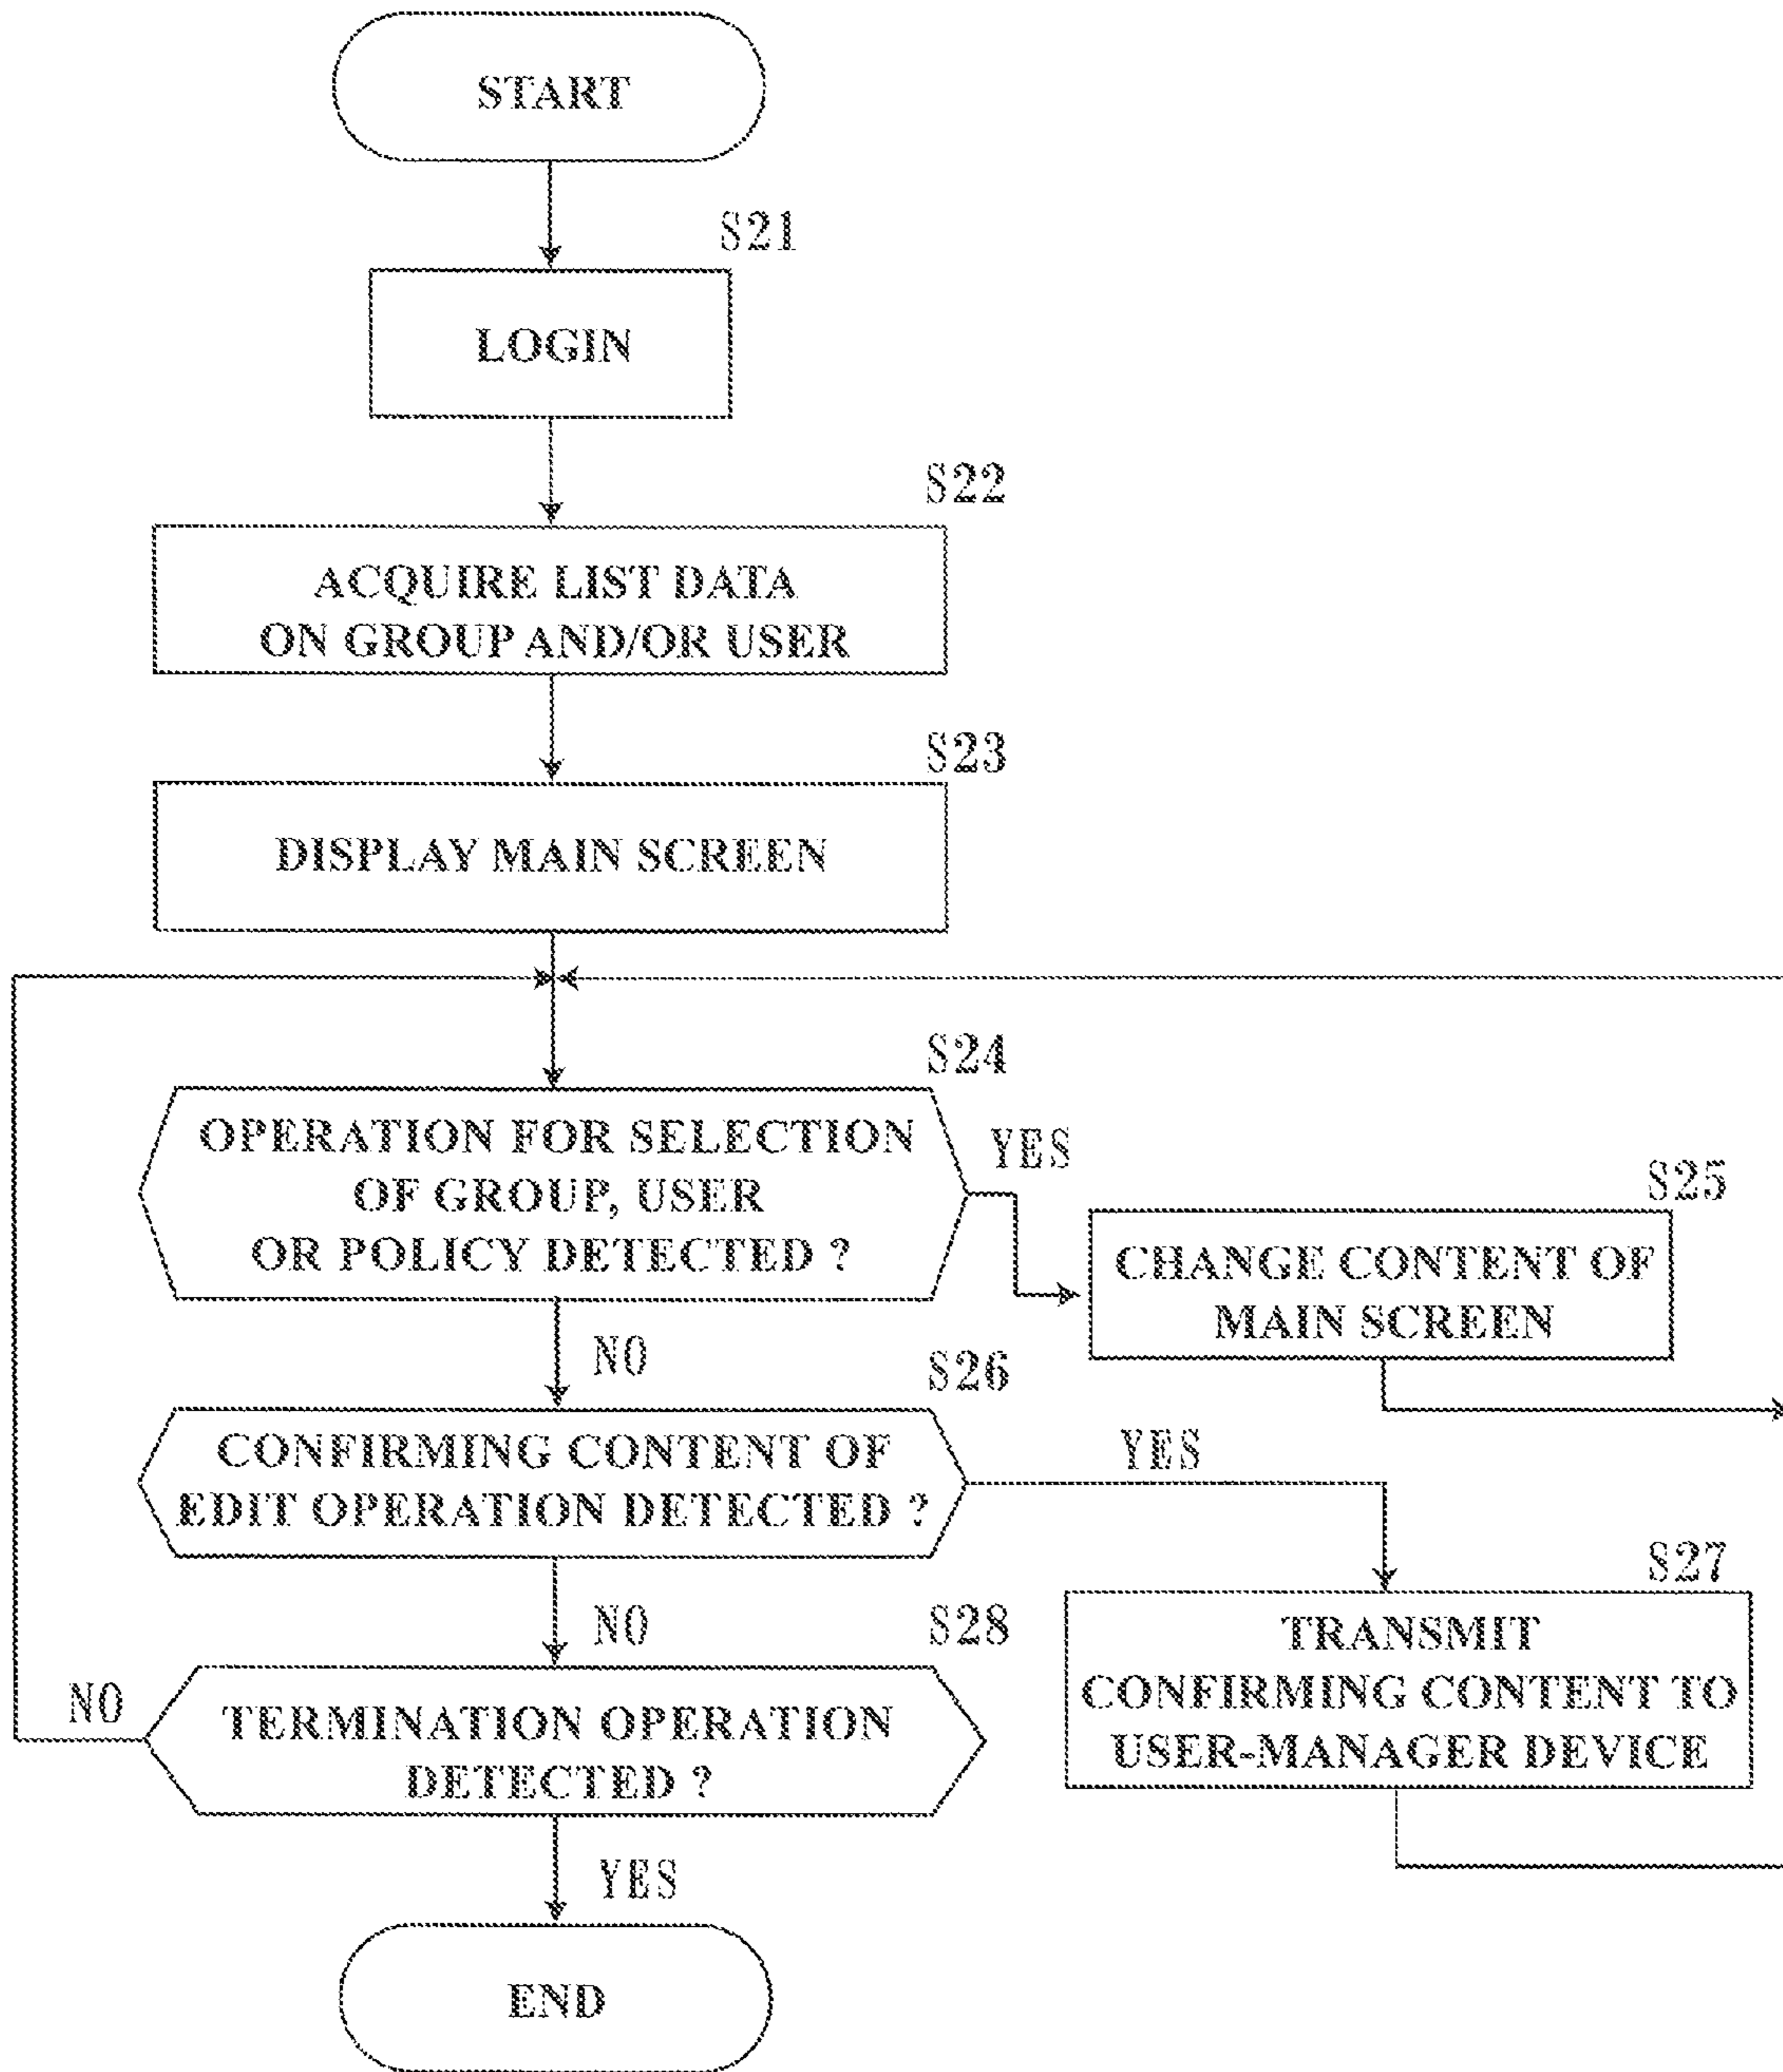 START
S21
LOGIN
S22
ACQUIRE LIST DATA
ON GROUP AND/OR USER
S23
DISPLAY MAIN SCREEN
S24
OPERATION FOR SELECTION
OF GROUP, USER
OR POLICY DETECTED ?
YES
S25
CHANGE CONTENT OF
MAIN SCREEN
NO
S26
CONFIRMING CONTENT OF
EDIT OPERATION DETECTED ?
YES
S27
TRANSMIT
CONFIRMING CONTENT TO
USER-MANAGER DEVICE
NO
S28
TERMINATION OPERATION
DETECTED ?
NO
YES
END